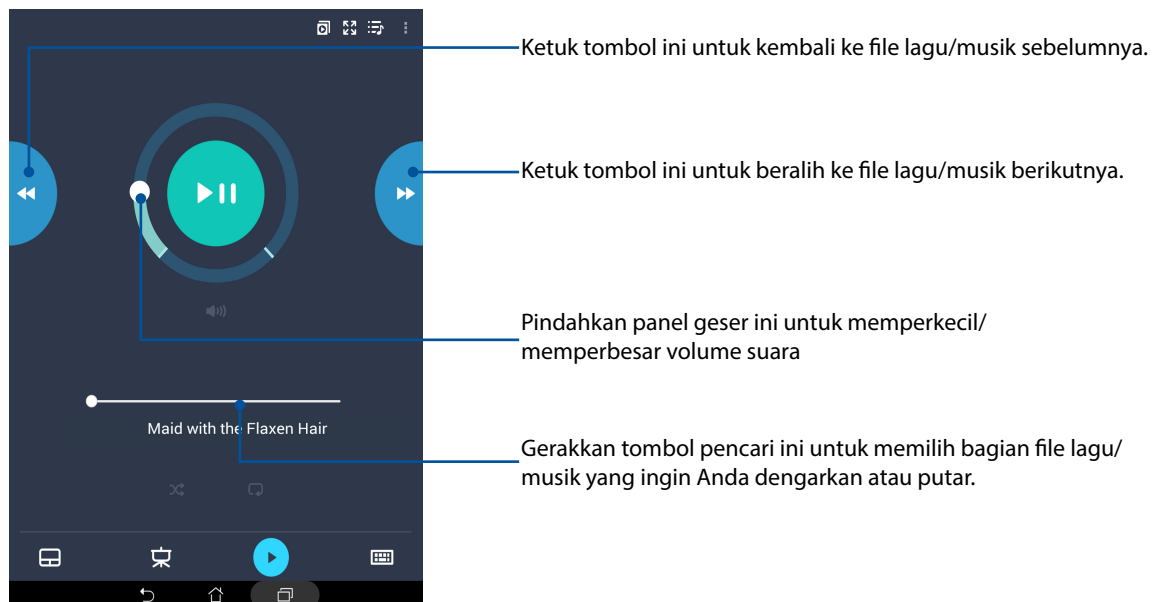 Ketuk tombol ini untuk kembali ke file lagu/musik sebelumnya.
Ketuk tombol ini untuk beralih ke file lagu/musik berikutnya.
Pindahkan panel geser ini untuk memperkecil/
memperbesar volume suara
Maid with the Flaxen Hair
Gerakkan tombol pencari ini untuk memilih bagian file lagu/
musik yang ingin Anda dengarkan atau putar.